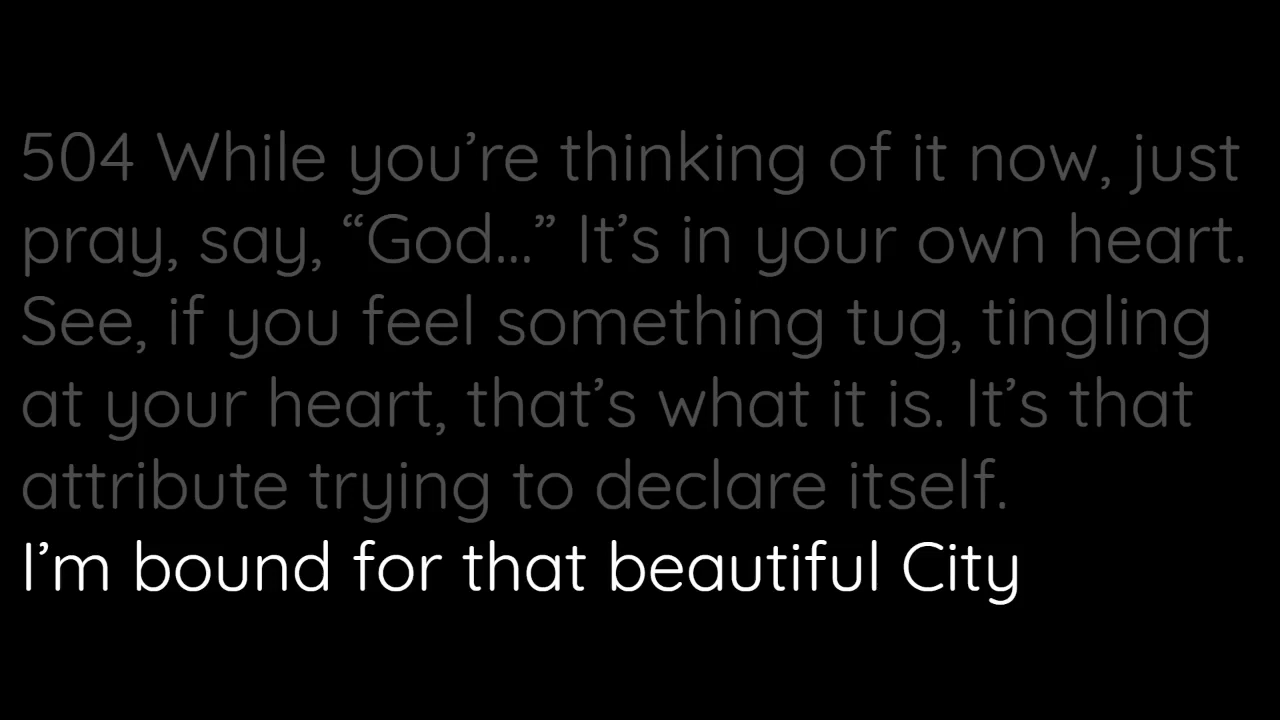 504 While you’re thinking of it now, just
pray, say, “God...” It’s in your own heart.
See, if you feel something tug, tingling
at your heart, that’s what it is. It’s that
attribute trying to declare itself.
I’m bound for that beautiful City